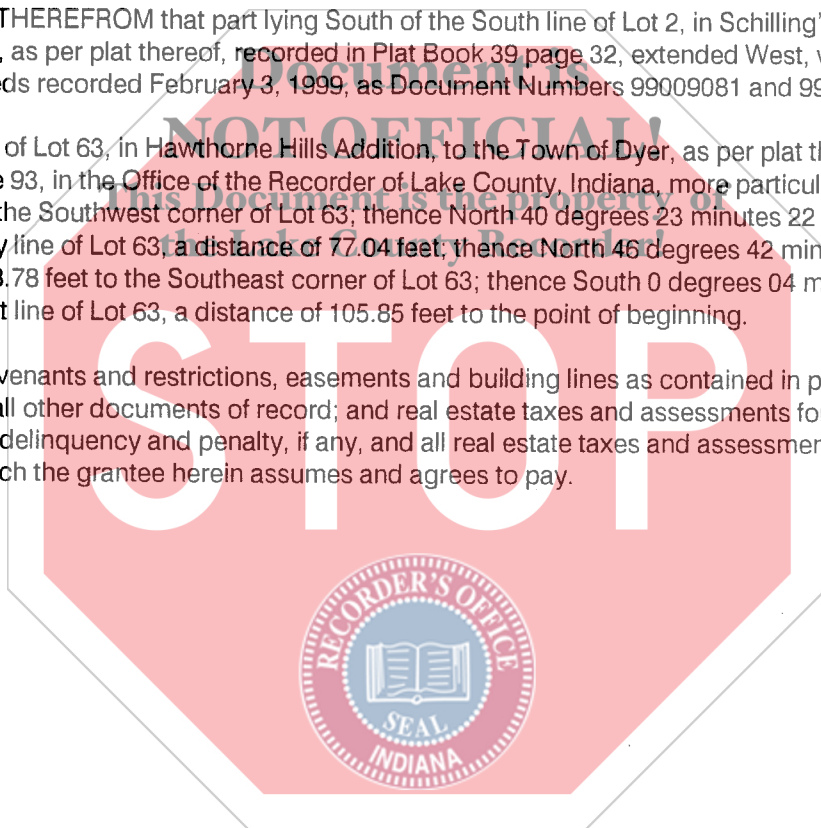 THEREFROM that part lying South of the South line of Lot 2, in Schilling'
, as per plat thereof, recorded in Plat Book 39 page 32, extended West,
ds recorded February 3, 1999, as Document Numbers 99009081 and 99
Document is
NOT OFFICIAL!
of Lot 63, in Hawthorne Hills Addition, to the Town of Dyer, as per plat th
93, in the Office of the Recorder of Lake County, Indiana, more particul
This Document is the property of
the Lake County Recorder!
he Southwest corner of Lot 63; thence North 40 degrees 23 minutes 22
line of Lot 63, a distance of 77.04 feet; thence North 46 degrees 42 min
.78 feet to the Southeast corner of Lot 63; thence South 0 degrees 04 m
t line of Lot 63, a distance of 105.85 feet to the point of beginning.
venants and restrictions, easements and building lines as contained in p
ll other documents of record; and real estate taxes and assessments fo
delinquency and penalty, if any, and all real estate taxes and assessmen
ch the grantee herein assumes and agrees to pay.
STOP
RECORDER'S OFFICE
SEAL
INDIANA